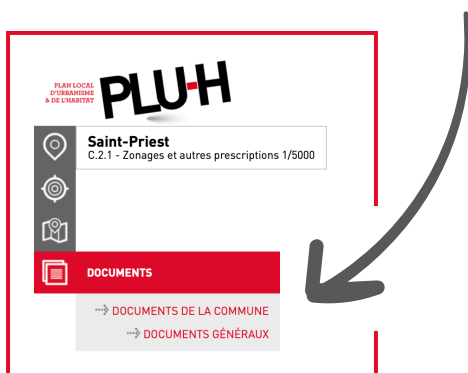 PLAN LOCAL
D'URBANISME
& DE L'HABITAT
PLU-H
Saint-Priest
C.2.1 - Zonages et autres prescriptions 1/5000
DOCUMENTS
DOCUMENTS DE LA COMMUNE
DOCUMENTS GÉNÉRAUX